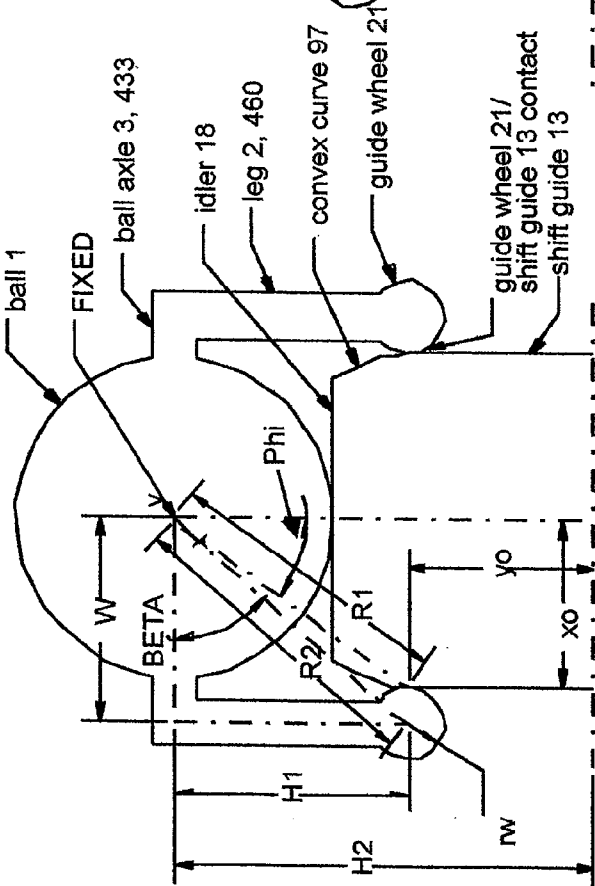 ball 1
FIXED
ball axle 3, 433
idler 18
leg 2, 460
convex curve 97
guide wheel 21
guide wheel 21/
shift guide 13 contact
shift guide 13
W
BETA
Phi
R2
R1
yo
xo
H1
H2
rw